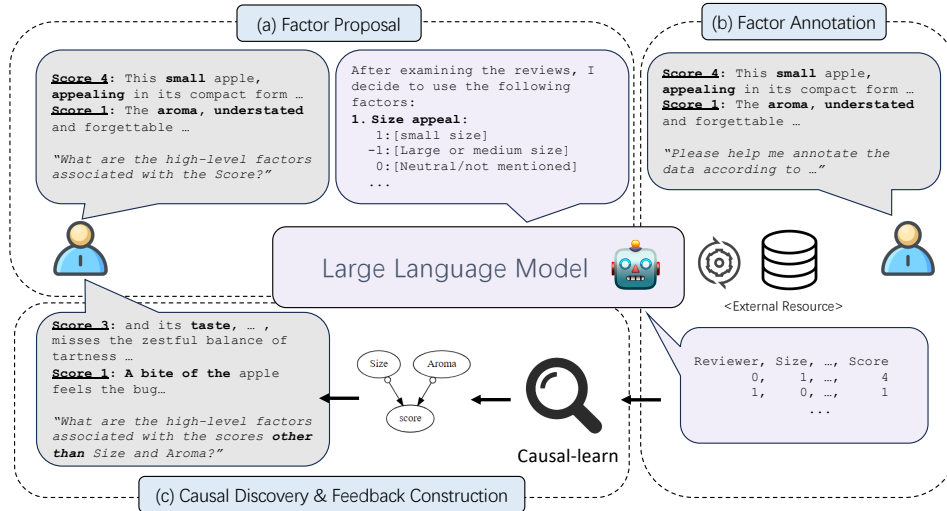 (a) Factor Proposal
Score 4: This small apple,
appealing in its compact form …
Score 1: The aroma, understated
and forgettable …
“What are the high-level factors
associated with the Score?”
After examining the reviews, I
decide to use the following
factors:
1. Size appeal:
1:[small size]
-1:[Large or medium size]
0:[Neutral/not mentioned]
...
(b) Factor Annotation
Score 4: This small apple,
appealing in its compact form …
Score 1: The aroma, understated
and forgettable …
“Please help me annotate the
data according to …”
Large Language Model
<External Resource>
Reviewer, Size, …, Score
0, 1, …, 4
1, 0, …, 1
...
Causal-learn
Size
Aroma
score
Score 3: and its taste, … ,
misses the zestful balance of
tartness …
Score 1: A bite of the apple
feels the bug…
“What are the high-level factors
associated with the scores other
than Size and Aroma?”
(c) Causal Discovery & Feedback Construction